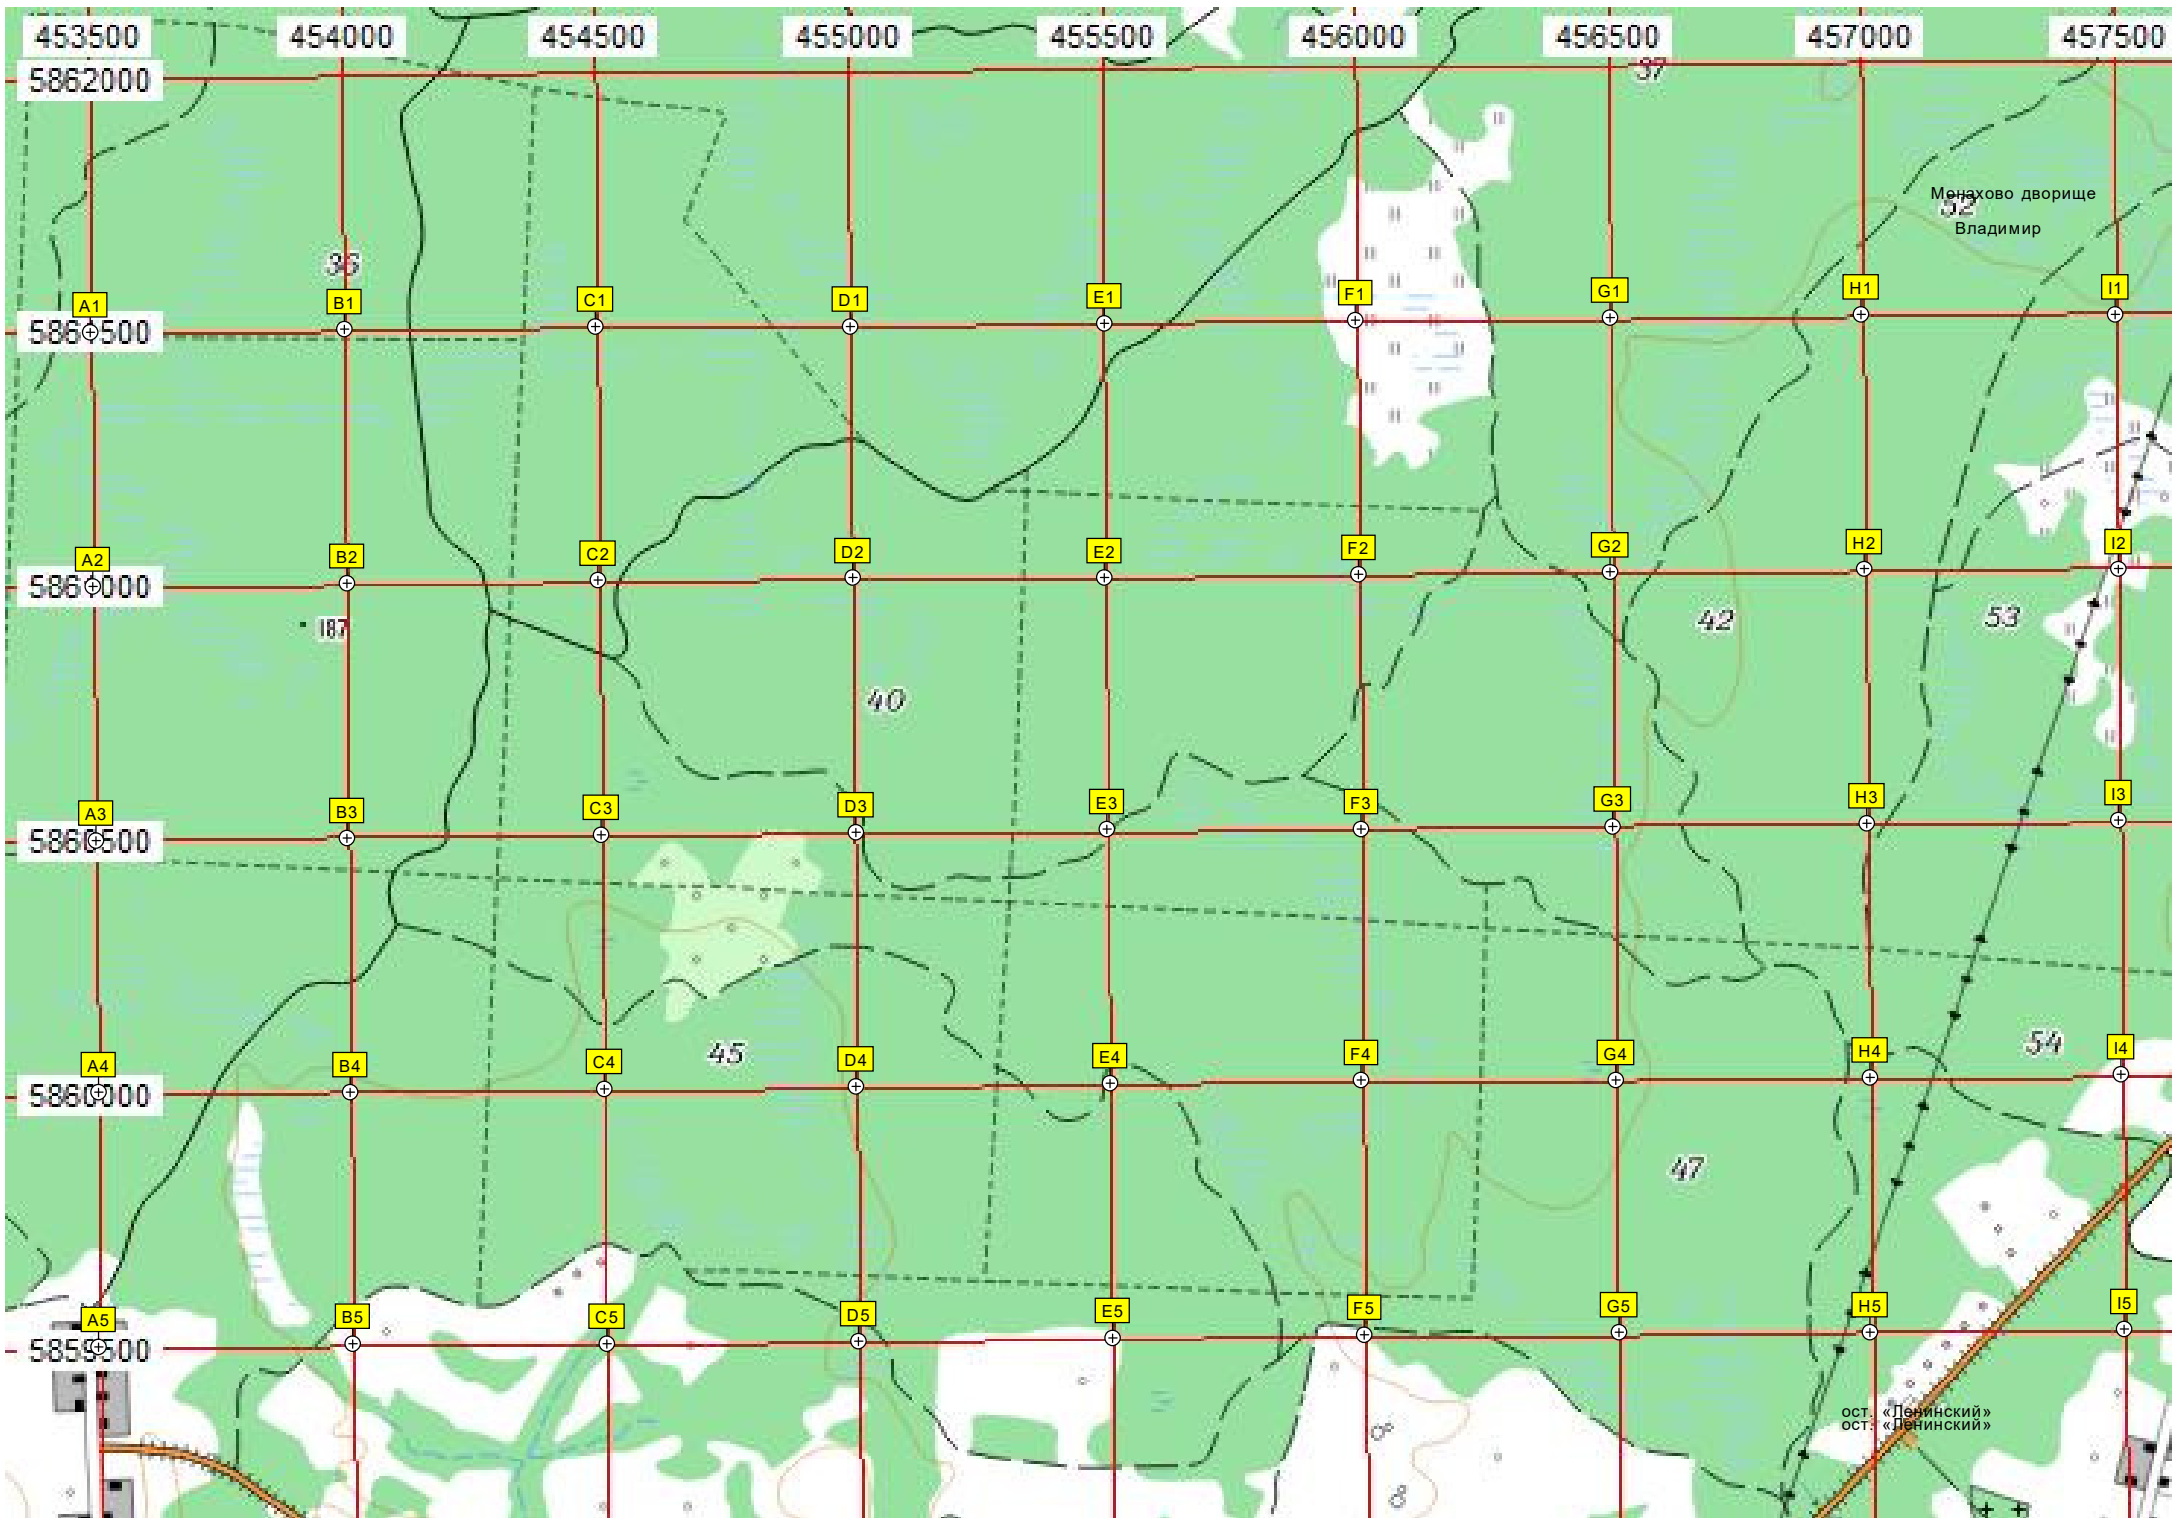 453500 454000 454500 455000 455500 456000 456500 457000 457500
5862000
37
52
Менахово дворище
Владимир
36
A1 B1 C1 D1 E1 F1 G1 H1 I1
A2 B2 C2 D2 E2 F2 G2 H2 I2
187
42
53
40
A3 B3 C3 D3 E3 F3 G3 H3 I3
45
54
A4 B4 C4 D4 E4 F4 G4 H4 I4
47
A5 B5 C5 D5 E5 F5 G5 H5 I5
ост. «Ленинский»
ост. «Ленинский»